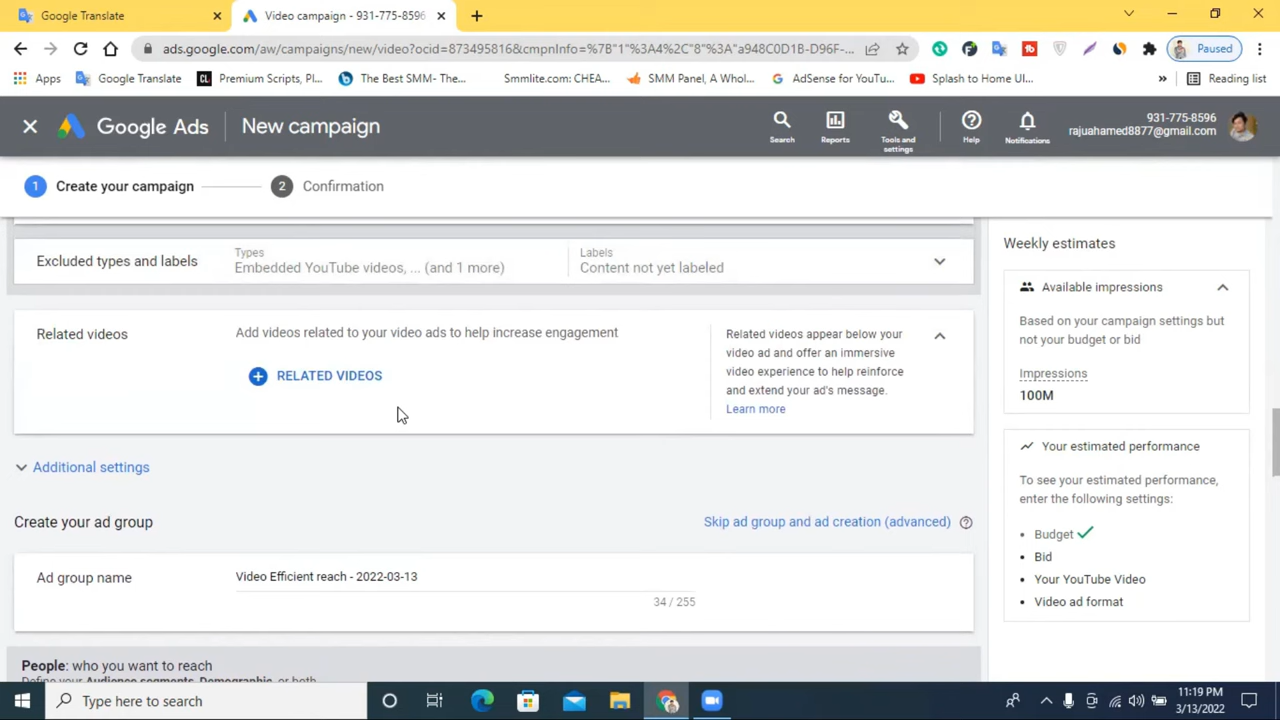 Google Translate
Video campaign - 931-775-8596
ads.google.com/aw/campaigns/new/video?ocid=873495816&cmpnInfo=%7B"1"%3A4%2C"8"%3A"a948C0D1B-D96F-...
Paused
Apps
Google Translate
Premium Scripts, Pl...
The Best SMM- The...
Smmlite.com: CHEA...
SMM Panel, A Whol...
AdSense for YouTu...
Splash to Home UI...
»
Reading list
Google Ads
New campaign
Search
Reports
Tools and settings
Help
Notifications
931-775-8596
rajuahamed8877@gmail.com
1 Create your campaign
2 Confirmation
Excluded types and labels
Types
Embedded YouTube videos, ... (and 1 more)
Labels
Content not yet labeled
Related videos
Add videos related to your video ads to help increase engagement
RELATED VIDEOS
Related videos appear below your
video ad and offer an immersive
video experience to help reinforce
and extend your ad's message.
Learn more
Additional settings
Create your ad group
Skip ad group and ad creation (advanced)
Ad group name
Video Efficient reach - 2022-03-13
34 / 255
People: who you want to reach
Define your Audience segments, Demographic, or both
Weekly estimates
Available impressions
Based on your campaign settings but
not your budget or bid
Impressions
100M
Your estimated performance
To see your estimated performance,
enter the following settings:
• Budget
• Bid
• Your YouTube Video
• Video ad format
Type here to search
11:19 PM
3/13/2022